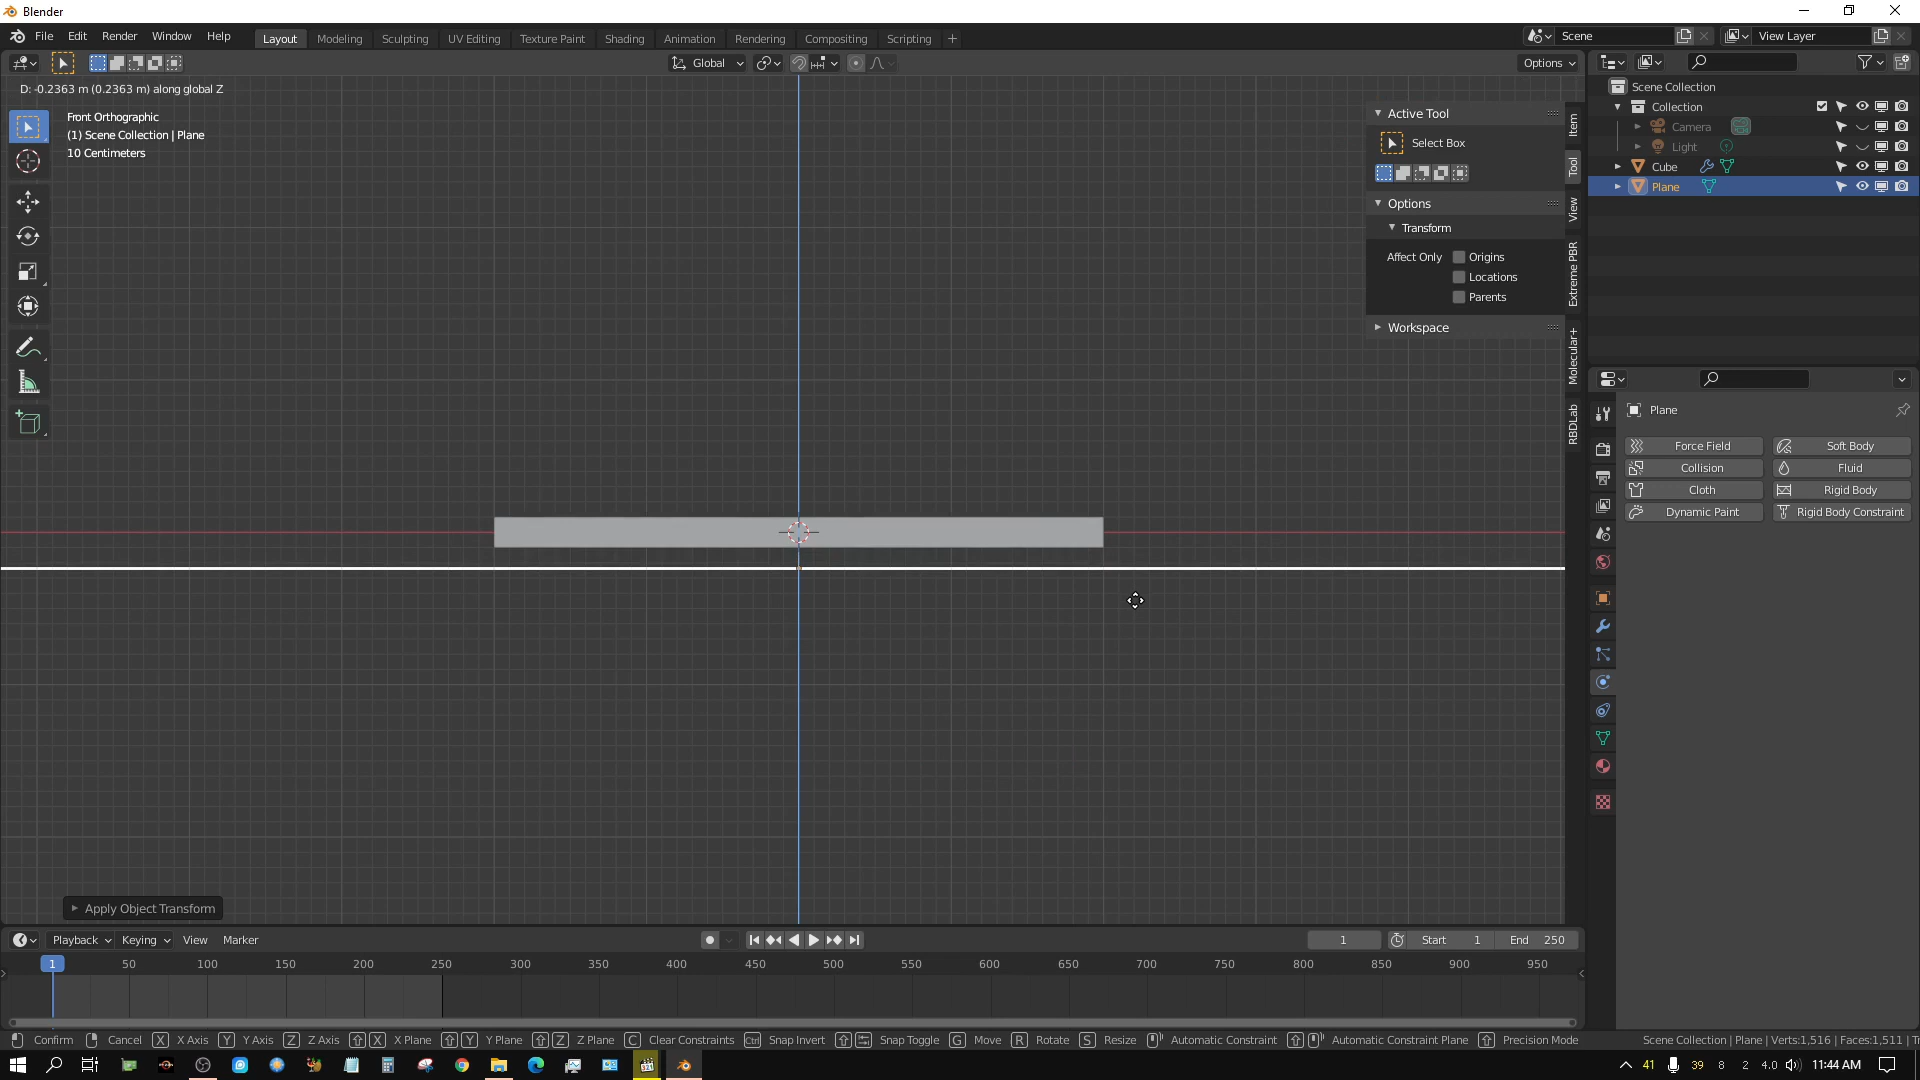 Blender
File Edit Render Window Help Layout Modeling Sculpting UV Editing Texture Paint Shading Animation Rendering Compositing Scripting Scene View Layer
Global Options
D: -0.2363 m (0.2363 m) along global Z
Front Orthographic
(1) Scene Collection | Plane
10 Centimeters
Active Tool
Select Box
Options
Transform
Affect Only Origins
Locations
Parents
Workspace
Item
Tool
View
Extreme PBR
Molecular+
RBDLab
Scene Collection
Collection
Camera
Light
Cube
Plane
Plane
Force Field Soft Body
Collision Fluid
Cloth Rigid Body
Dynamic Paint Rigid Body Constraint
Apply Object Transform
Playback Keying View Marker 1 Start 1 End 250
1 50 100 150 200 250 300 350 400 450 500 550 600 650 700 750 800 850 900 950
Confirm Cancel X X Axis Y Y Axis Z Z Axis X X Plane Y Y Plane Z Z Plane C Clear Constraints Ctrl Snap Invert Snap Toggle G Move R Rotate S Resize Automatic Constraint Automatic Constraint Plane Precision Mode Scene Collection | Plane | Verts:1,516 | Faces:1,511 | Tr
41 39 8 2 4.0 11:44 AM